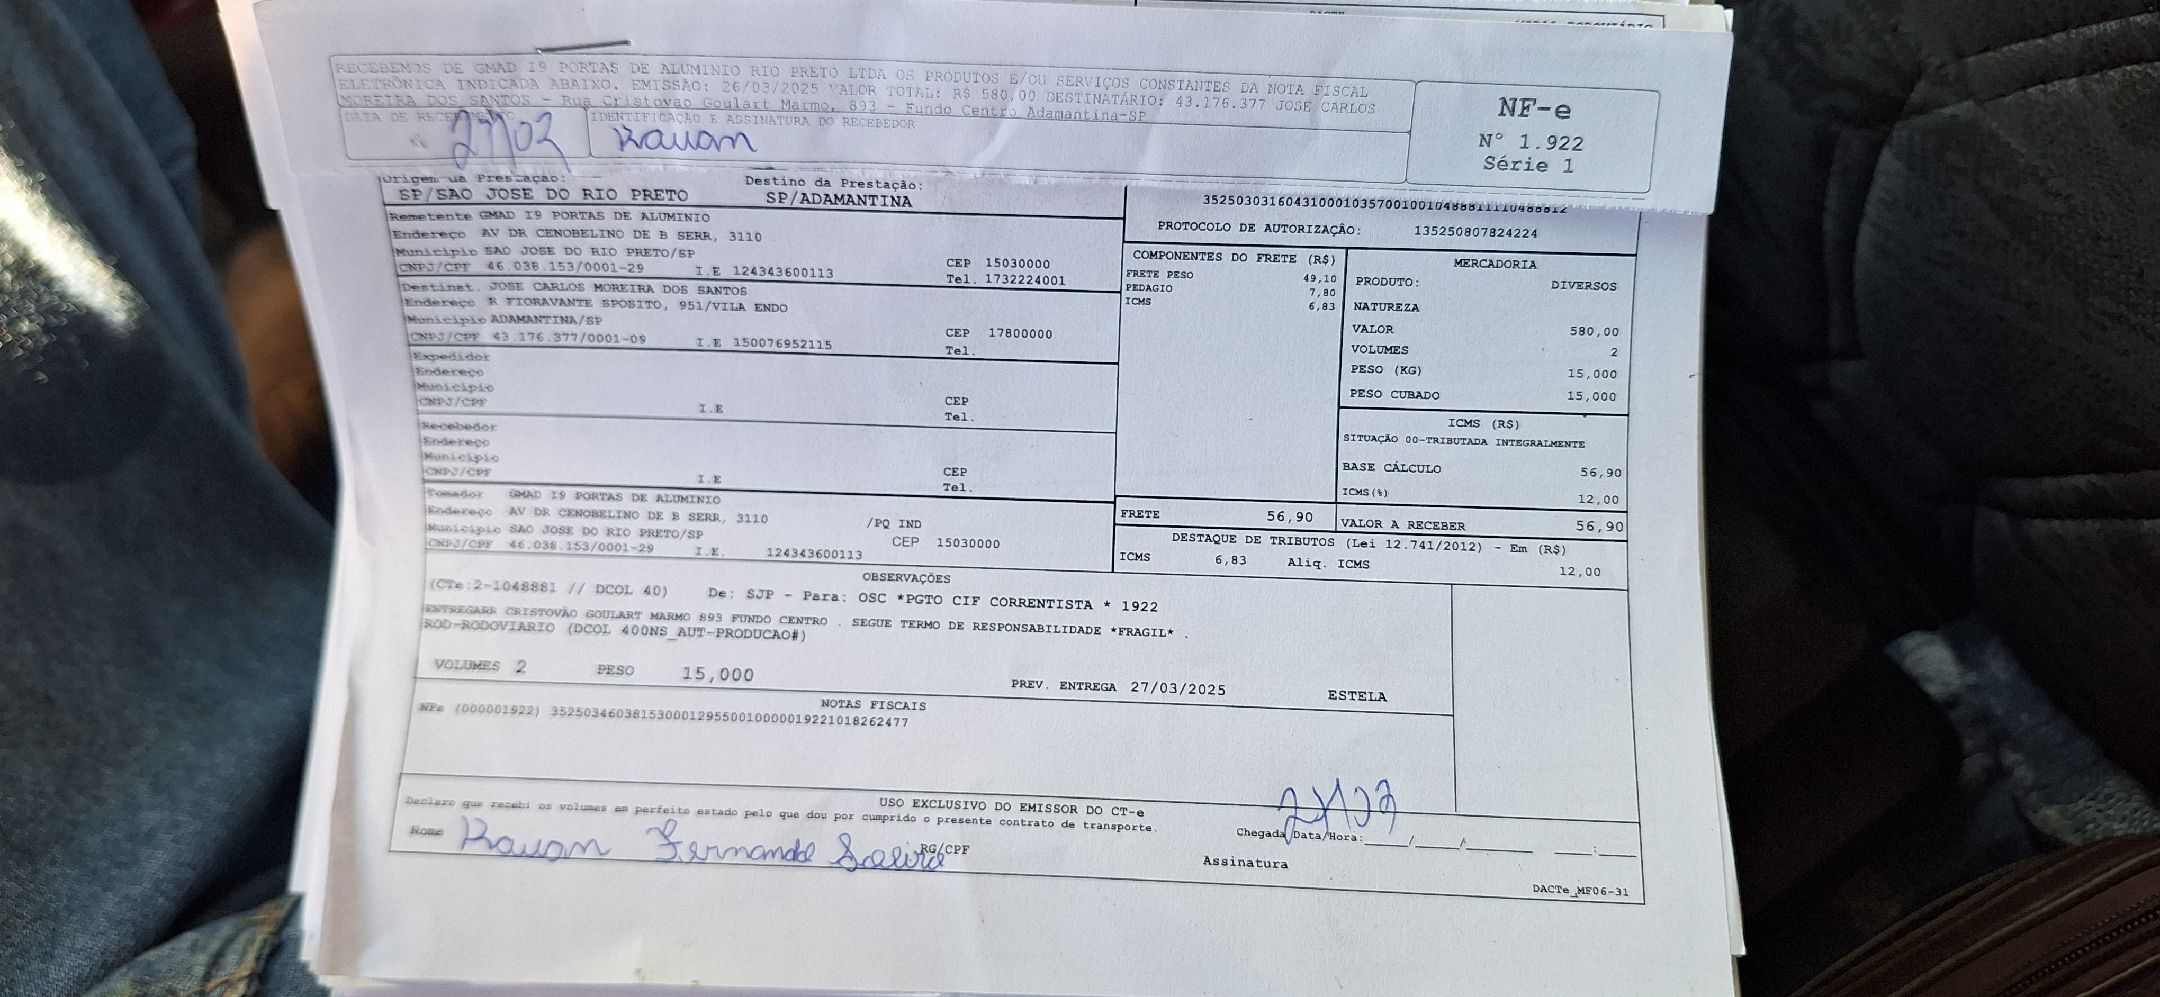 RECEBEMOS DE GMAD I9 PORTAS DE ALUMINIO RIO PRETO LTDA OS PRODUTOS E/OU SERVIÇOS CONSTANTES DA NOTA FISCAL
ELETRÔNICA INDICADA ABAIXO. EMISSÃO: 26/03/2025 VALOR TOTAL: R$ 580,00 DESTINATÁRIO: 43.176.377 JOSE CARLOS
MOREIRA DOS SANTOS - Rua Cristovao Goulart Marmo, 893 - Fundo Centro Adamantina-SP
DATA DE RECEBIMENTO IDENTIFICAÇÃO E ASSINATURA DO RECEBEDOR
Kauan
NF-e
N° 1.922
Série 1
Origem da Prestação: Destino da Prestação:
SP/SAO JOSE DO RIO PRETO SP/ADAMANTINA
PROTOCOLO DE AUTORIZAÇÃO: 135250807824224
Remetente GMAD I9 PORTAS DE ALUMINIO
Endereço AV DR CENOBELINO DE B SERR, 3110
Municipio SAO JOSE DO RIO PRETO/SP CEP 15030000
CNPJ/CPF 46.038.153/0001-29 I.E 124343600113 Tel. 1732224001
Destinat. JOSE CARLOS MOREIRA DOS SANTOS
Endereço R FIORAVANTE SPOSITO, 951/VILA ENDO
Municipio ADAMANTINA/SP CEP 17800000
CNPJ/CPF 43.176.377/0001-09 I.E 150076952115 Tel.
Expedidor
Endereço
Municipio CEP
CNPJ/CPF I.E Tel.
Recebedor
Endereço
Municipio CEP
CNPJ/CPF I.E Tel.
Tomador GMAD I9 PORTAS DE ALUMINIO
Endereço AV DR CENOBELINO DE B SERR, 3110 /PQ IND
Municipio SAO JOSE DO RIO PRETO/SP CEP 15030000
CNPJ/CPF 46.038.153/0001-29 I.E. 124343600113
COMPONENTES DO FRETE (R$)
FRETE PESO 49,10
PEDAGIO 7,80
ICMS 6,83
MERCADORIA
PRODUTO: DIVERSOS
NATUREZA
VALOR 580,00
VOLUMES 2
PESO (KG) 15,000
PESO CUBADO 15,000
ICMS (R$)
SITUAÇÃO 00-TRIBUTADA INTEGRALMENTE
BASE CÁLCULO 56,90
ICMS(%) 12,00
FRETE 56,90 VALOR A RECEBER 56,90
DESTAQUE DE TRIBUTOS (Lei 12.741/2012) - Em (R$)
ICMS 6,83 Aliq. ICMS 12,00
OBSERVAÇÕES
(CTe:2-1048881 // DCOL 40) De: SJP - Para: OSC *PGTO CIF CORRENTISTA * 1922
ENTREGARR CRISTOVÃO GOULART MARMO 893 FUNDO CENTRO . SEGUE TERMO DE RESPONSABILIDADE *FRAGIL* .
ROD-RODOVIARIO (DCOL 400NS_AUT-PRODUCAO#)
VOLUMES 2 PESO 15,000 PREV. ENTREGA 27/03/2025 ESTELA
NOTAS FISCAIS
NFe (000001922) 35250346038153000129550010000019221018262477
USO EXCLUSIVO DO EMISSOR DO CT-e
Declaro que recebi os volumes em perfeito estado pelo que dou por cumprido o presente contrato de transporte.
Chegada Data/Hora:____/____/______ ____:____
Nome Kauan Fernando RG/CPF
Assinatura
DACTe_MF06-31